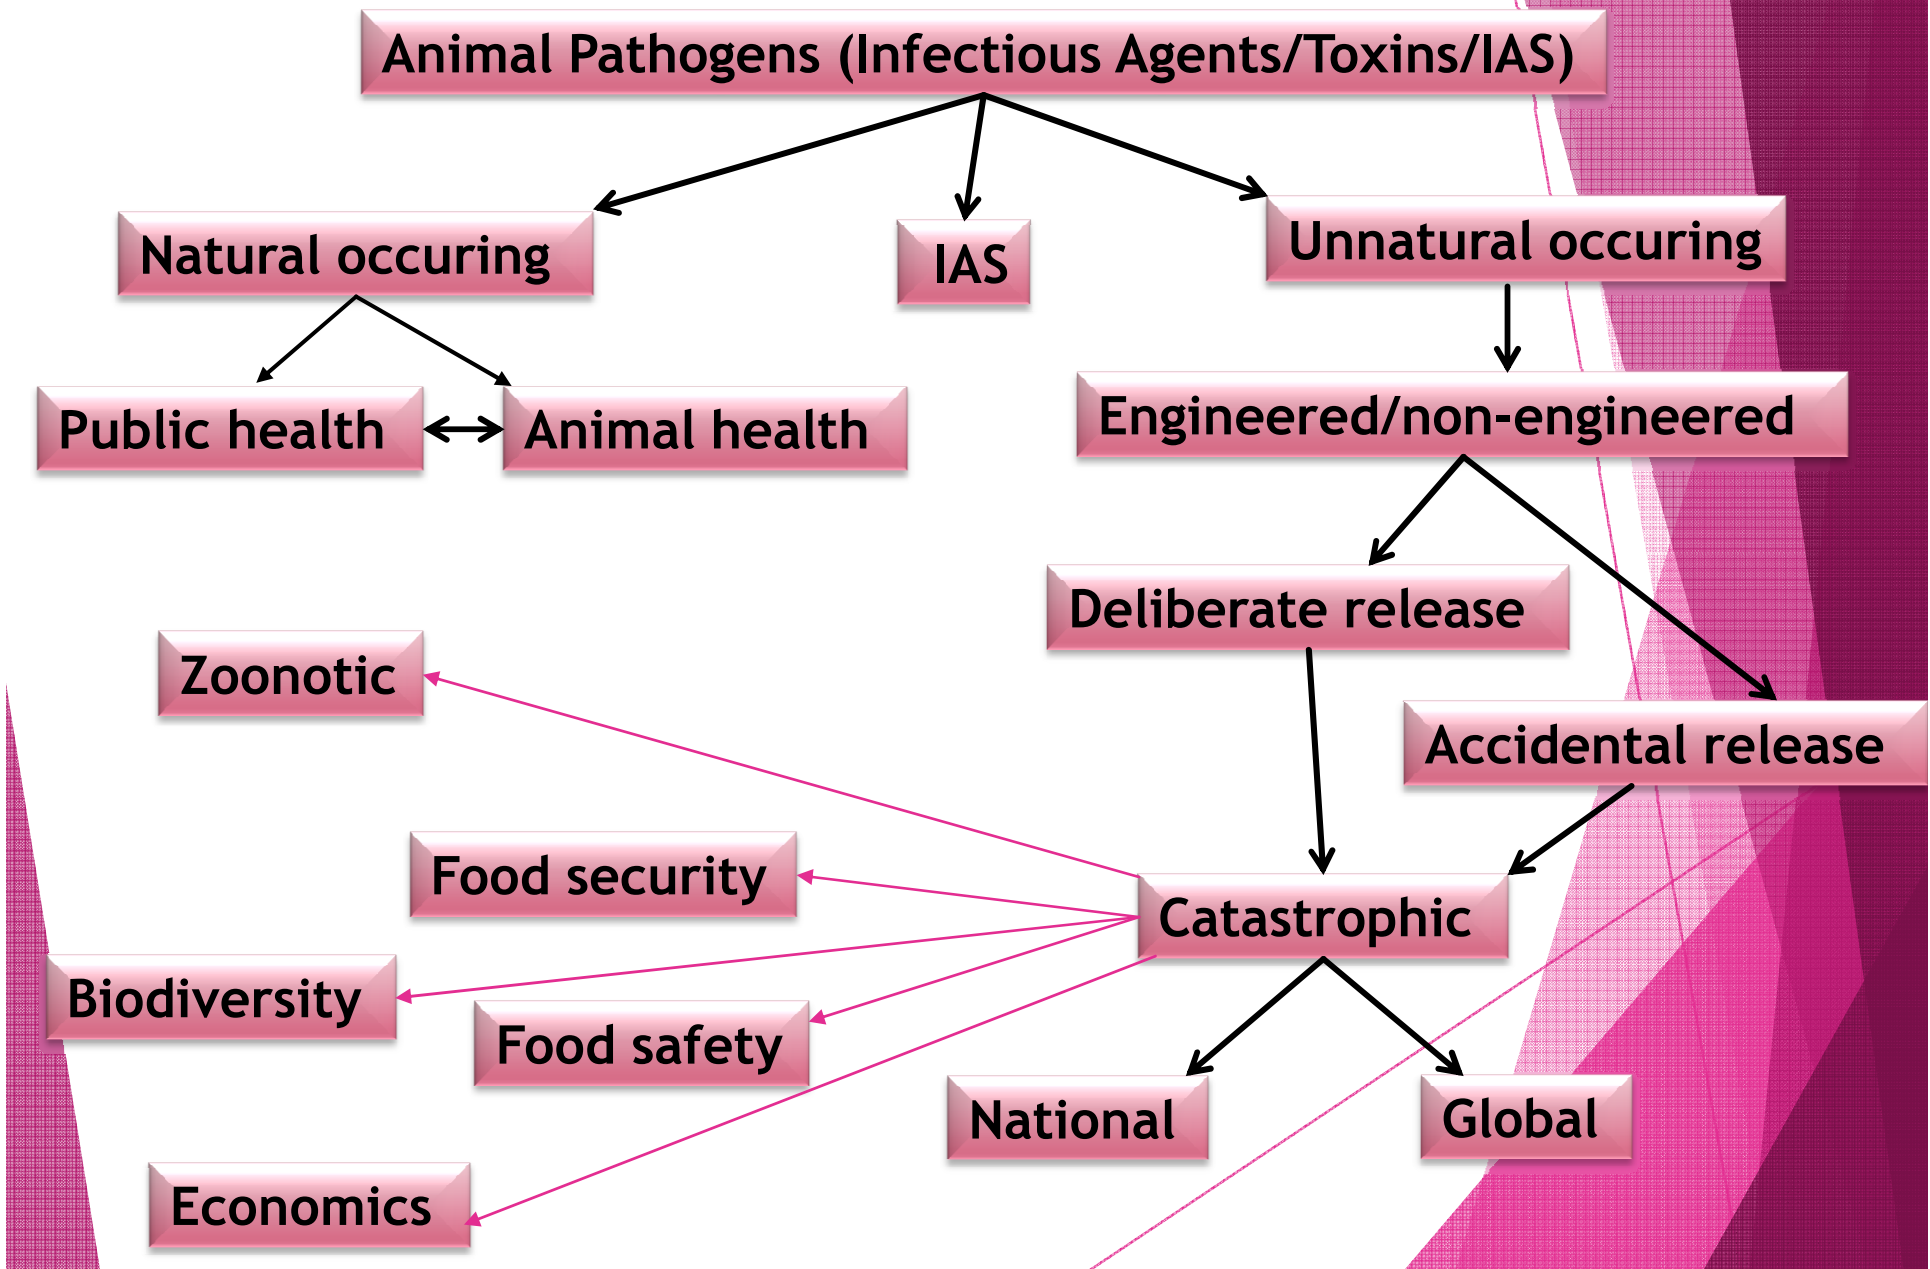 Animal Pathogens (Infectious Agents/Toxins/IAS)
Natural occuring
IAS
Unnatural occuring
Public health
Animal health
Engineered/non-engineered
Deliberate release
Zoonotic
Accidental release
Food security
Catastrophic
Biodiversity
Food safety
National
Global
Economics